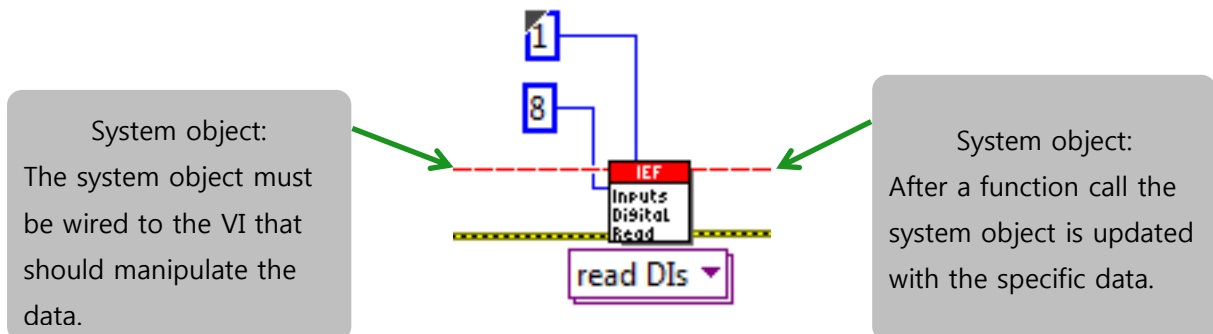 1
8
System object:
The system object must
be wired to the VI that
should manipulate the
data.
IEF
Inputs
Digital
Read
read DIs
System object:
After a function call the
system object is updated
with the specific data.